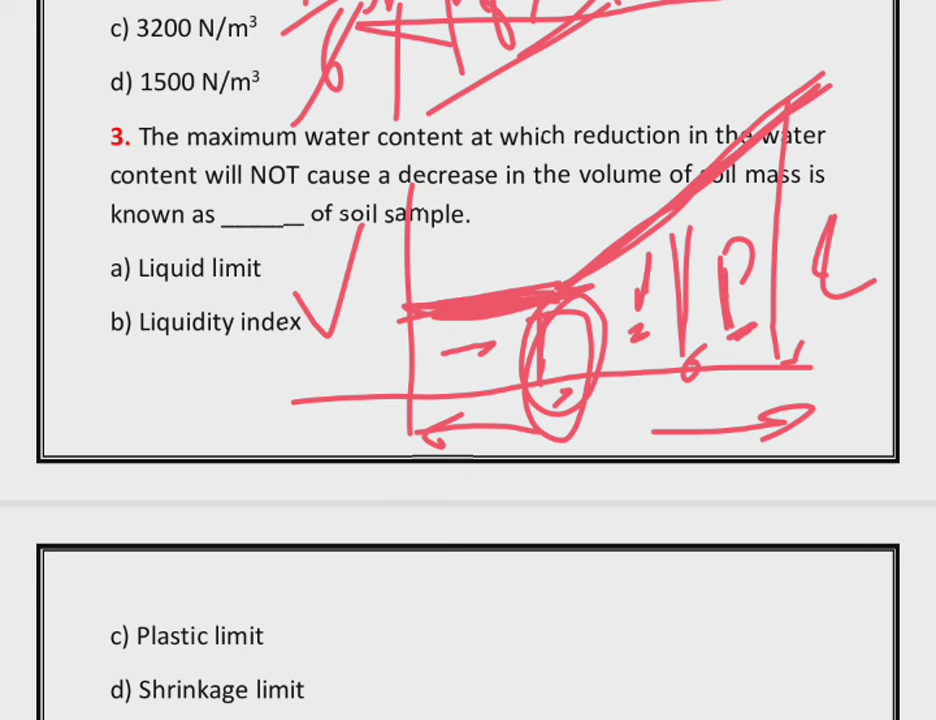 c) 3200 N/m³
d) 1500 N/m³
3. The maximum water content at which reduction in the water
content will NOT cause a decrease in the volume of soil mass is
known as ______ of soil sample.
a) Liquid limit
b) Liquidity index
c) Plastic limit
d) Shrinkage limit